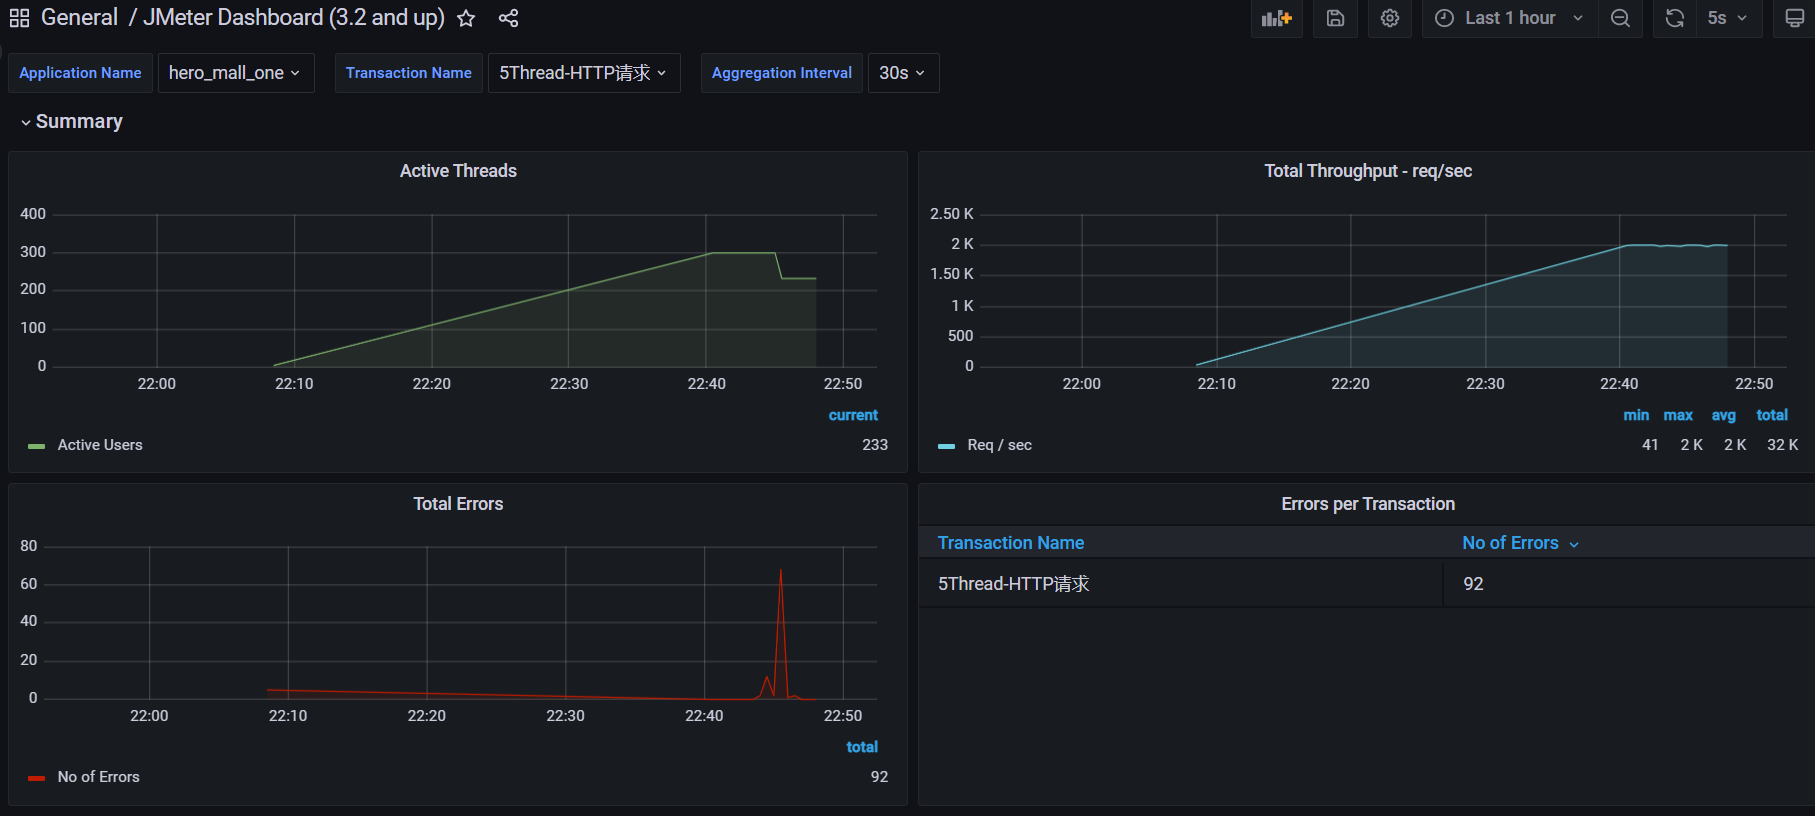 General / JMeter Dashboard (3.2 and up)
Last 1 hour
5s
Application Name hero_mall_one Transaction Name 5Thread-HTTP请求 Aggregation Interval 30s
Summary
Active Threads
400
300
200
100
0
22:00 22:10 22:20 22:30 22:40 22:50
current
Active Users 233
Total Throughput - req/sec
2.50 K
2 K
1.50 K
1 K
500
0
22:00 22:10 22:20 22:30 22:40 22:50
min max avg total
Req / sec 41 2 K 2 K 32 K
Total Errors
80
60
40
20
0
22:00 22:10 22:20 22:30 22:40 22:50
total
No of Errors 92
Errors per Transaction
Transaction Name No of Errors
5Thread-HTTP请求 92